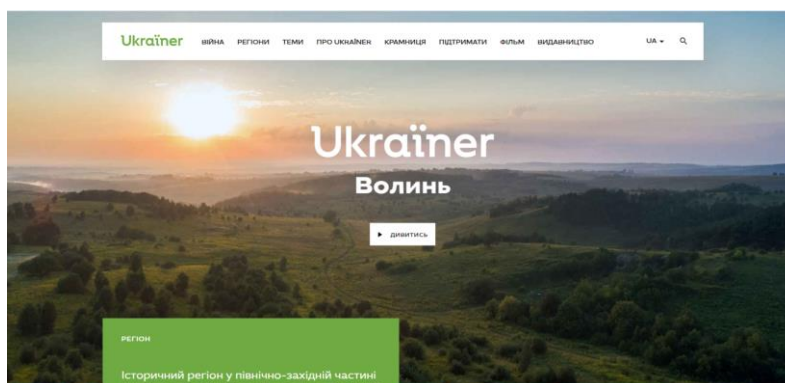 Ukraïner ВІЙНА РЕГІОНИ ТЕМИ ПРО UKRAÏNER КРАМНИЦЯ ПІДТРИМАТИ ФІЛЬМ ВИДАВНИЦТВО UA
Ukraïner
Волинь
ДИВИТИСЬ
РЕГІОН
Історичний регіон у північно-західній частині